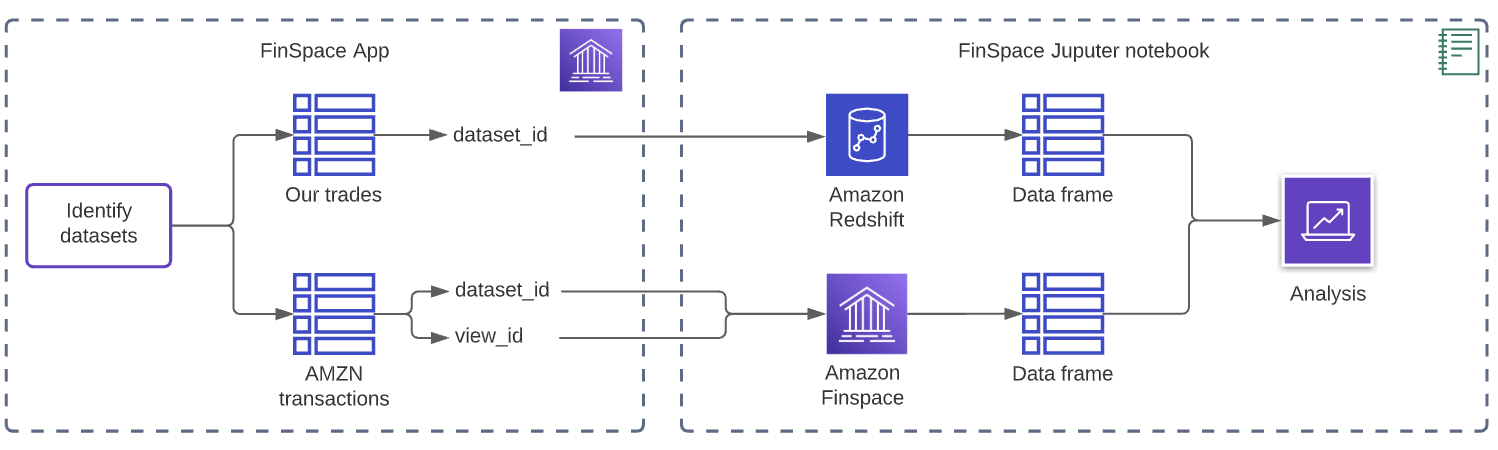 FinSpace App
Our trades
dataset_id
Identify
datasets
dataset_id
view_id
AMZN
transactions
FinSpace Juputer notebook
Amazon
Redshift
Data frame
Amazon
Finspace
Data frame
Analysis